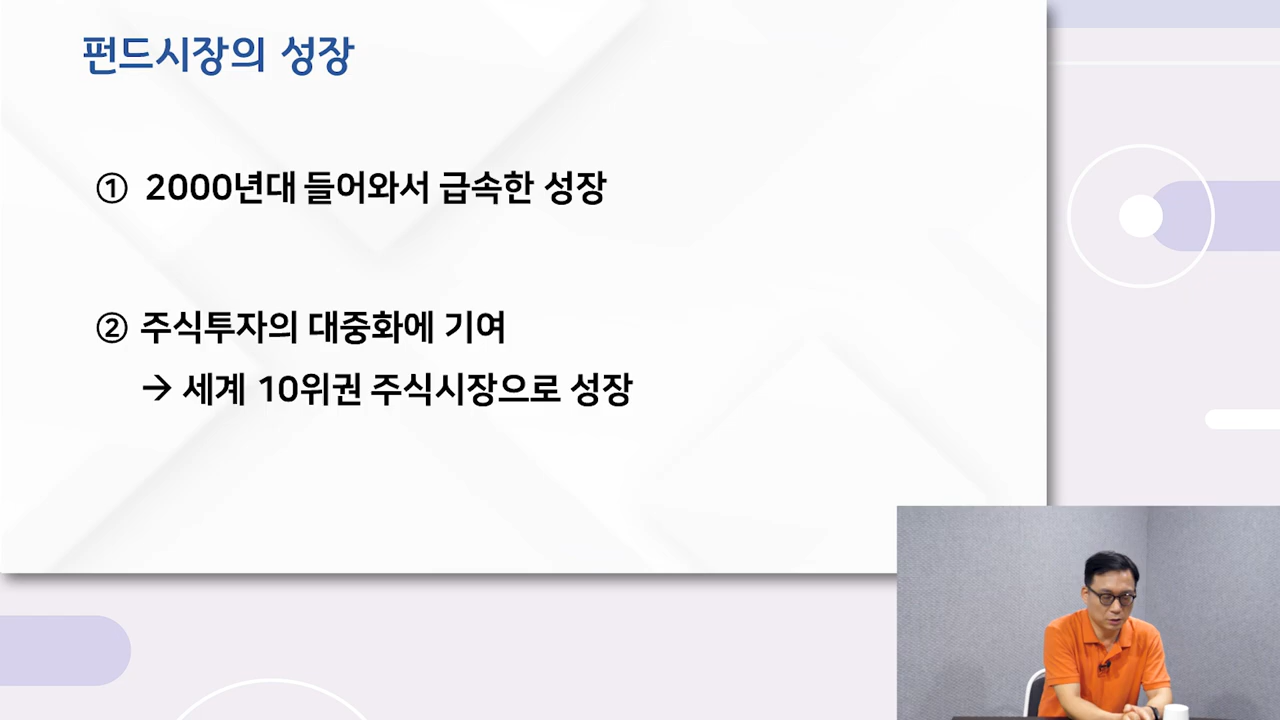 펀드시장의 성장
① 2000년대 들어와서 급속한 성장
② 주식투자의 대중화에 기여
→ 세계 10위권 주식시장으로 성장